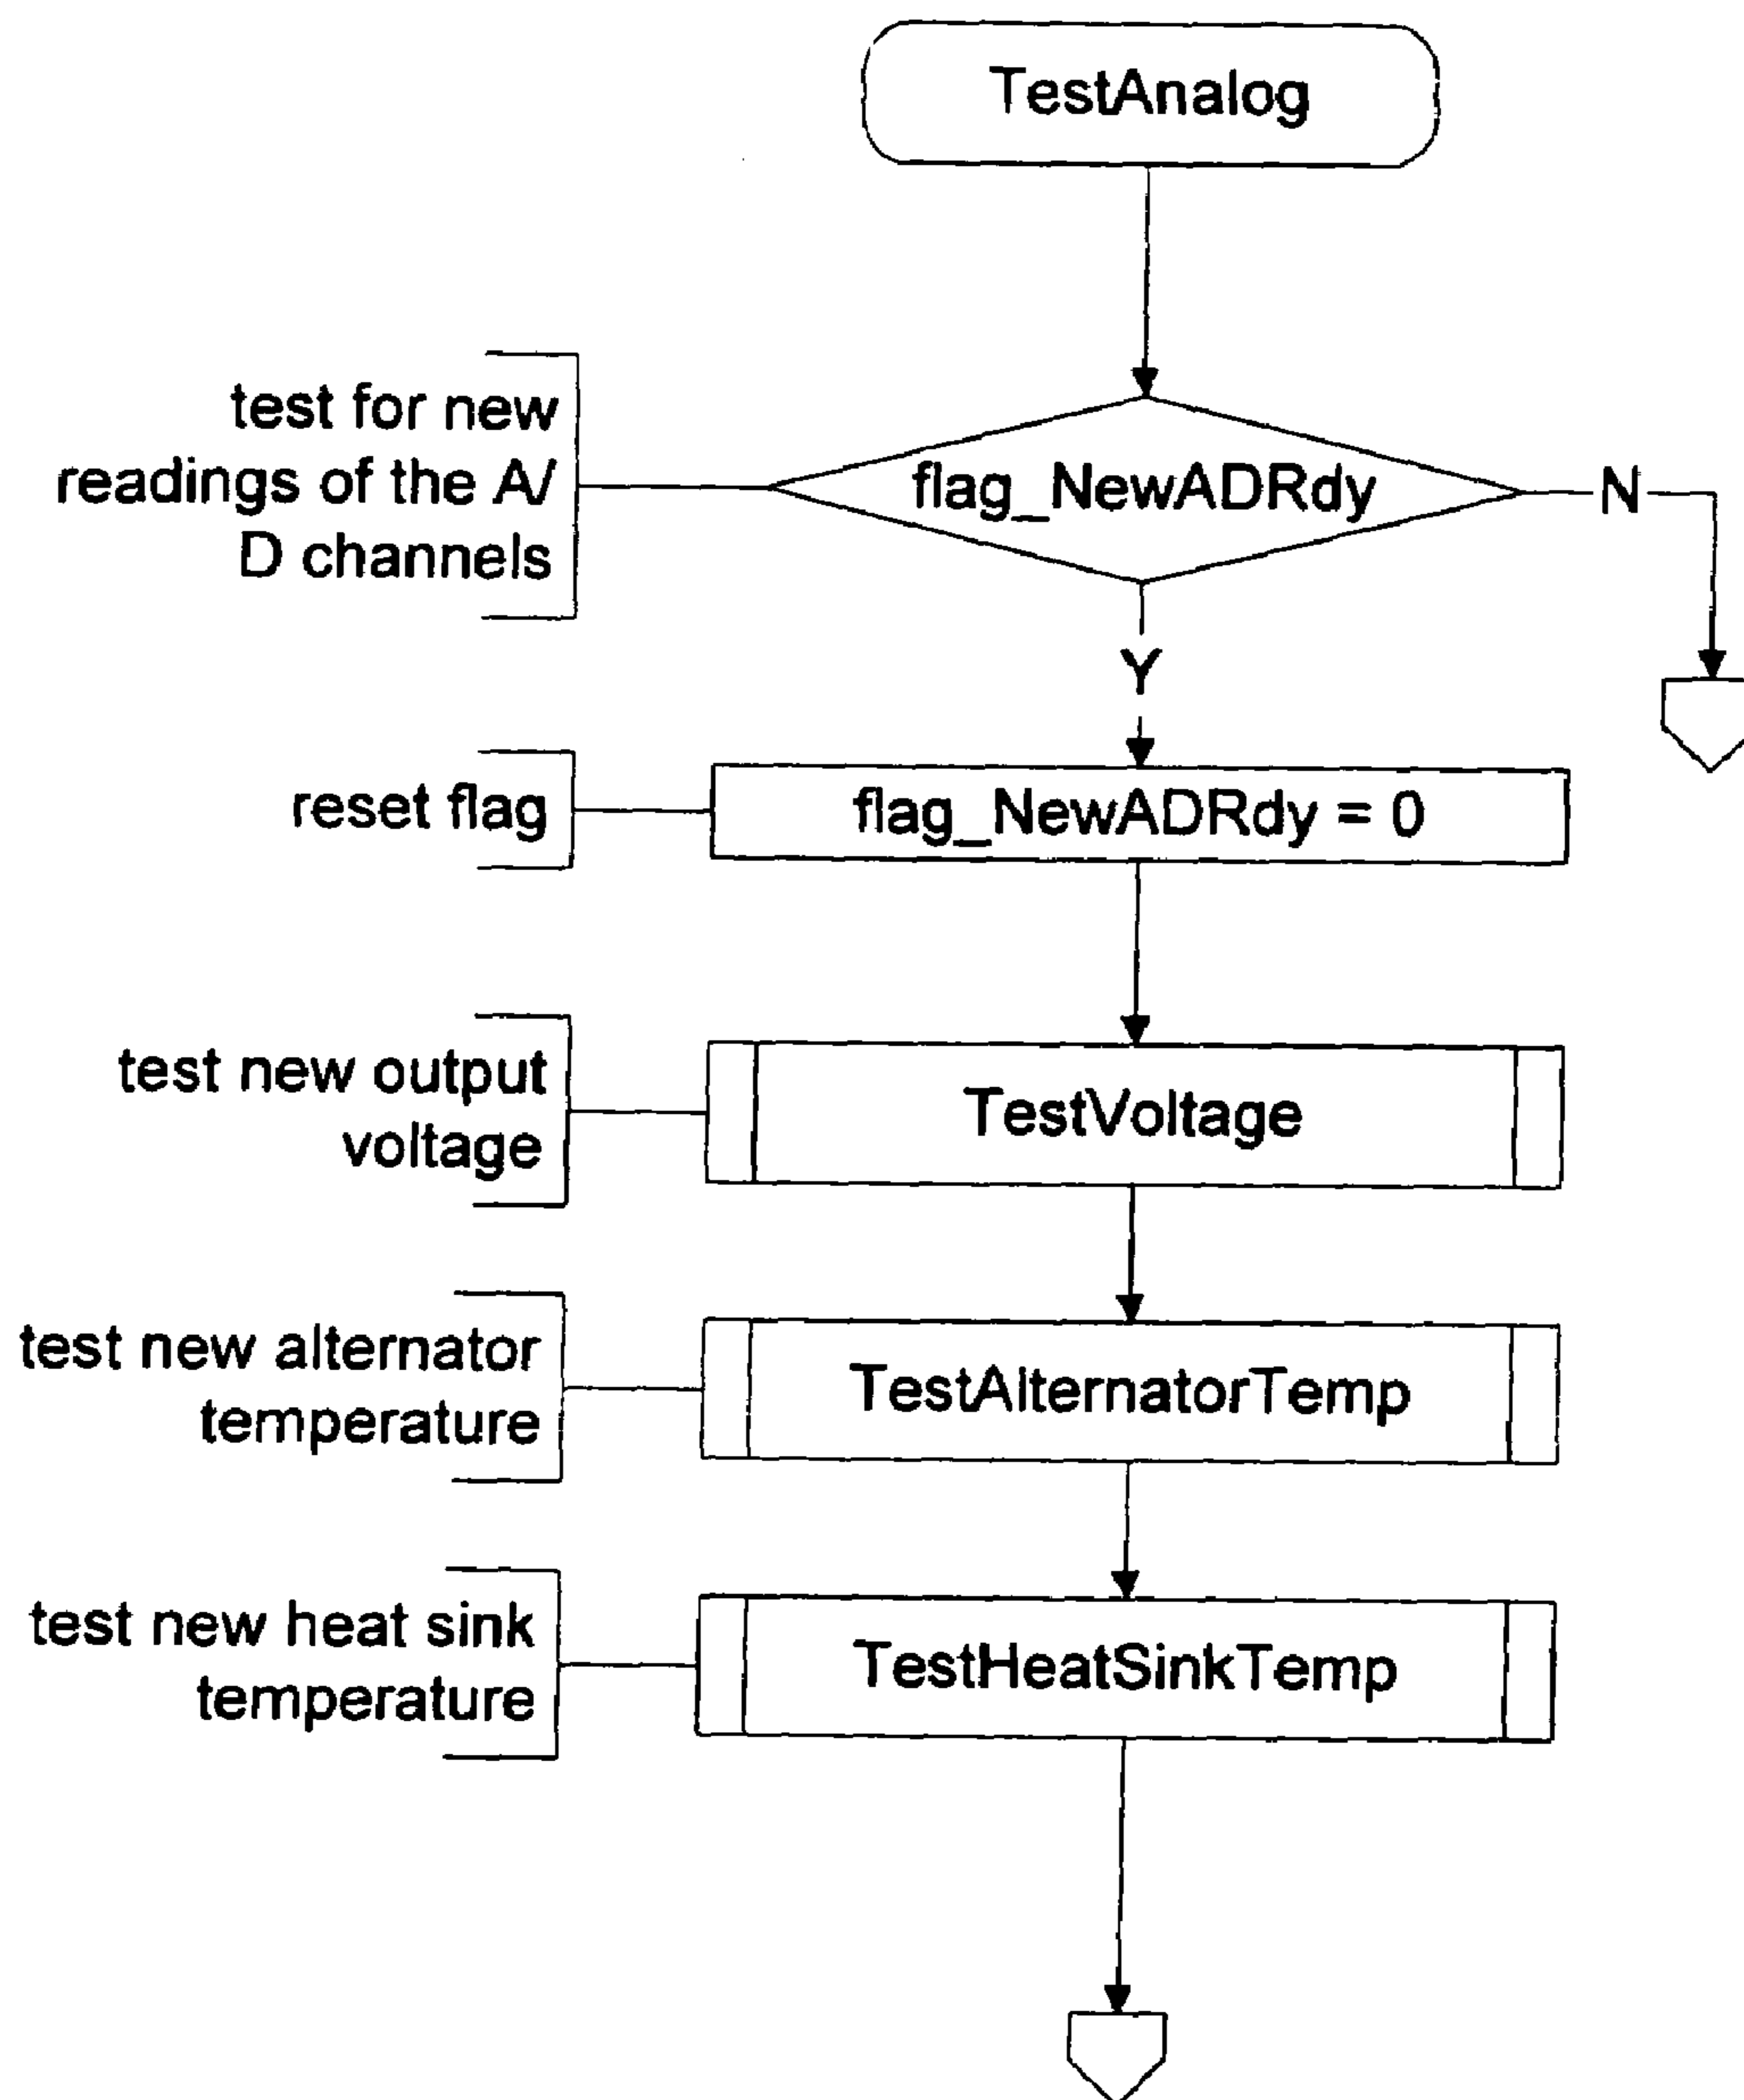 TestAnalog
test for new
readings of the A/
D channels
flag_NewADRdy
N
Y
reset flag
flag_NewADRdy = 0
test new output
voltage
TestVoltage
test new alternator
temperature
TestAlternatorTemp
test new heat sink
temperature
TestHeatSinkTemp